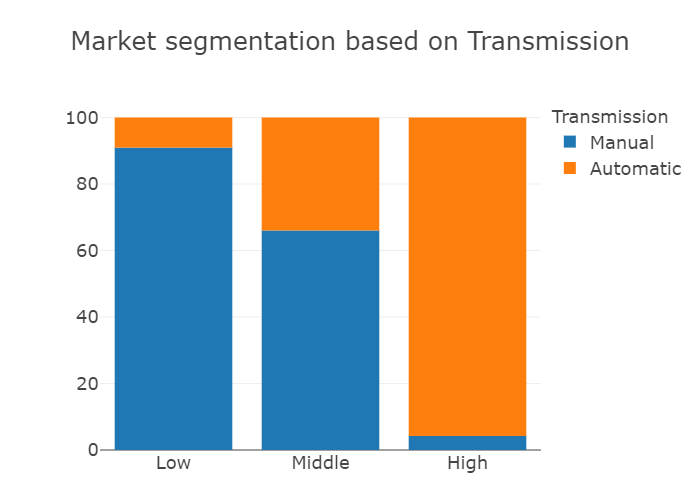 Market segmentation based on Transmission
Transmission
Manual
Automatic
100
80
60
40
20
0
Low
Middle
High